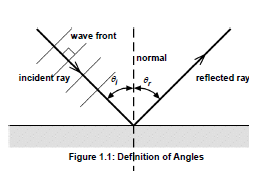 wave front
normal
incident ray
θi
θr
reflected ray
Figure 1.1: Definition of Angles